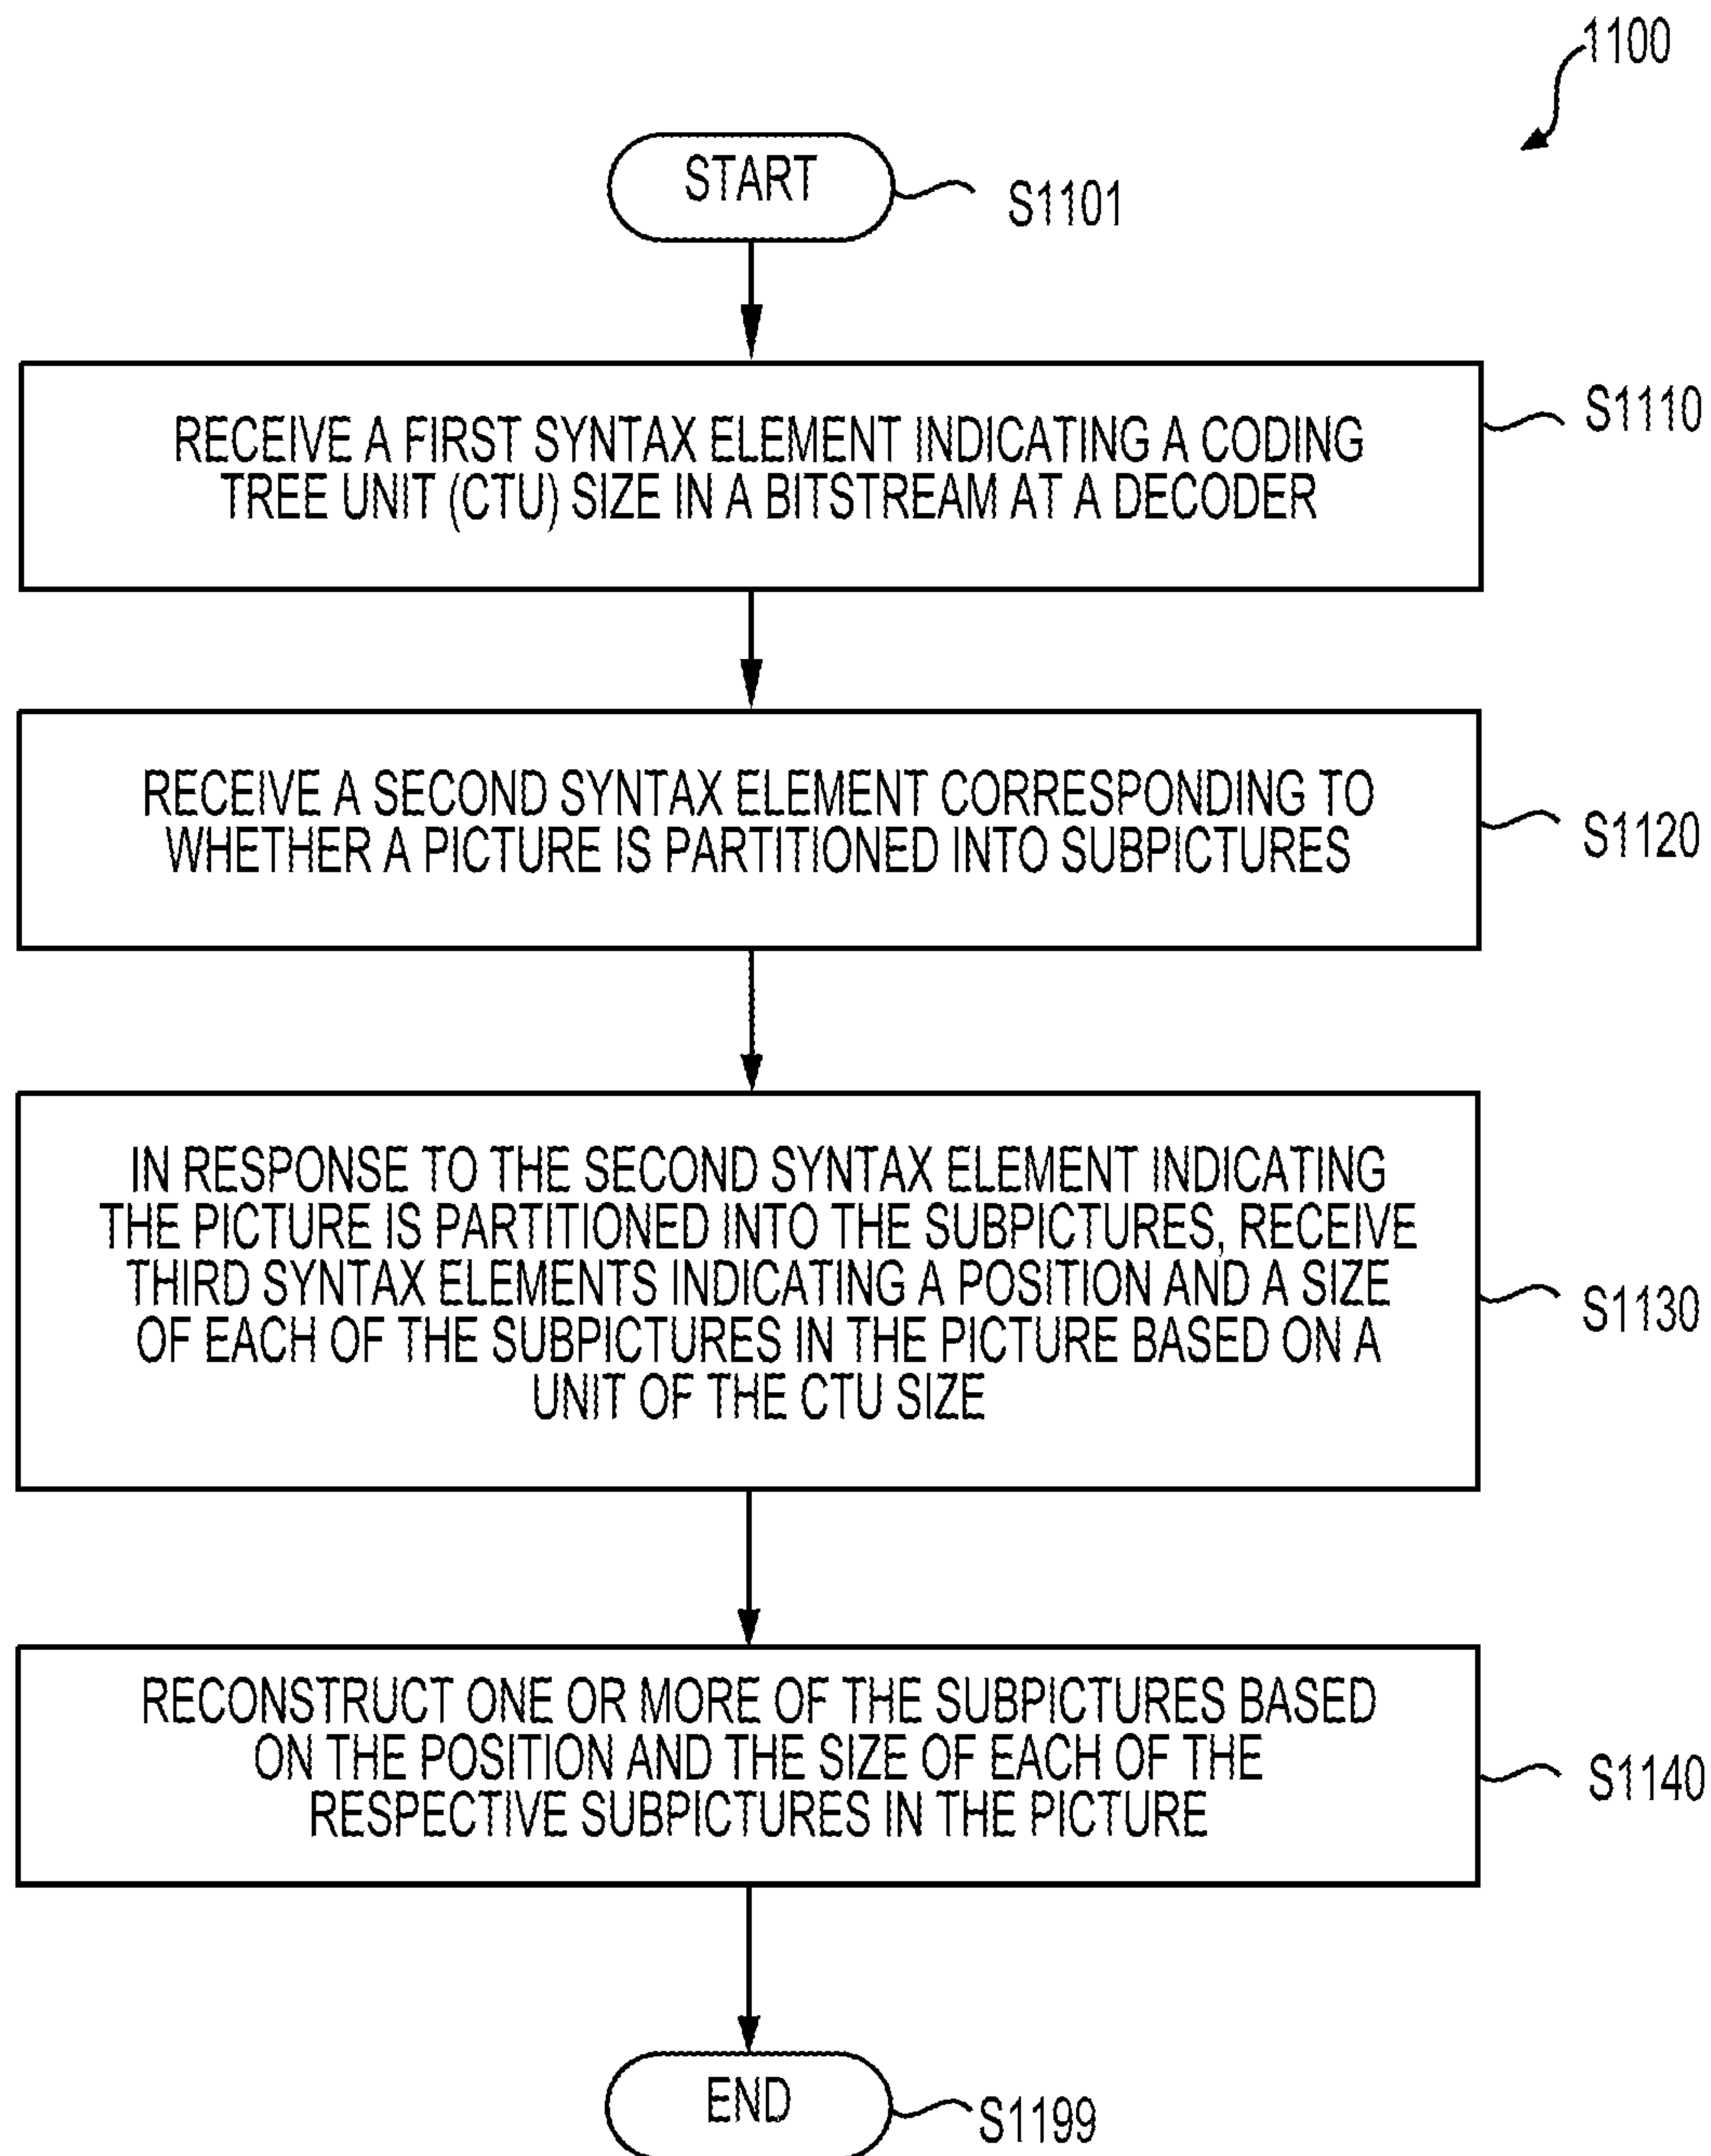 1100
START
S1101
RECEIVE A FIRST SYNTAX ELEMENT INDICATING A CODING
TREE UNIT (CTU) SIZE IN A BITSTREAM AT A DECODER
S1110
RECEIVE A SECOND SYNTAX ELEMENT CORRESPONDING TO
WHETHER A PICTURE IS PARTITIONED INTO SUBPICTURES
S1120
IN RESPONSE TO THE SECOND SYNTAX ELEMENT INDICATING
THE PICTURE IS PARTITIONED INTO THE SUBPICTURES, RECEIVE
THIRD SYNTAX ELEMENTS INDICATING A POSITION AND A SIZE
OF EACH OF THE SUBPICTURES IN THE PICTURE BASED ON A
UNIT OF THE CTU SIZE
S1130
RECONSTRUCT ONE OR MORE OF THE SUBPICTURES BASED
ON THE POSITION AND THE SIZE OF EACH OF THE
RESPECTIVE SUBPICTURES IN THE PICTURE
S1140
END
S1199